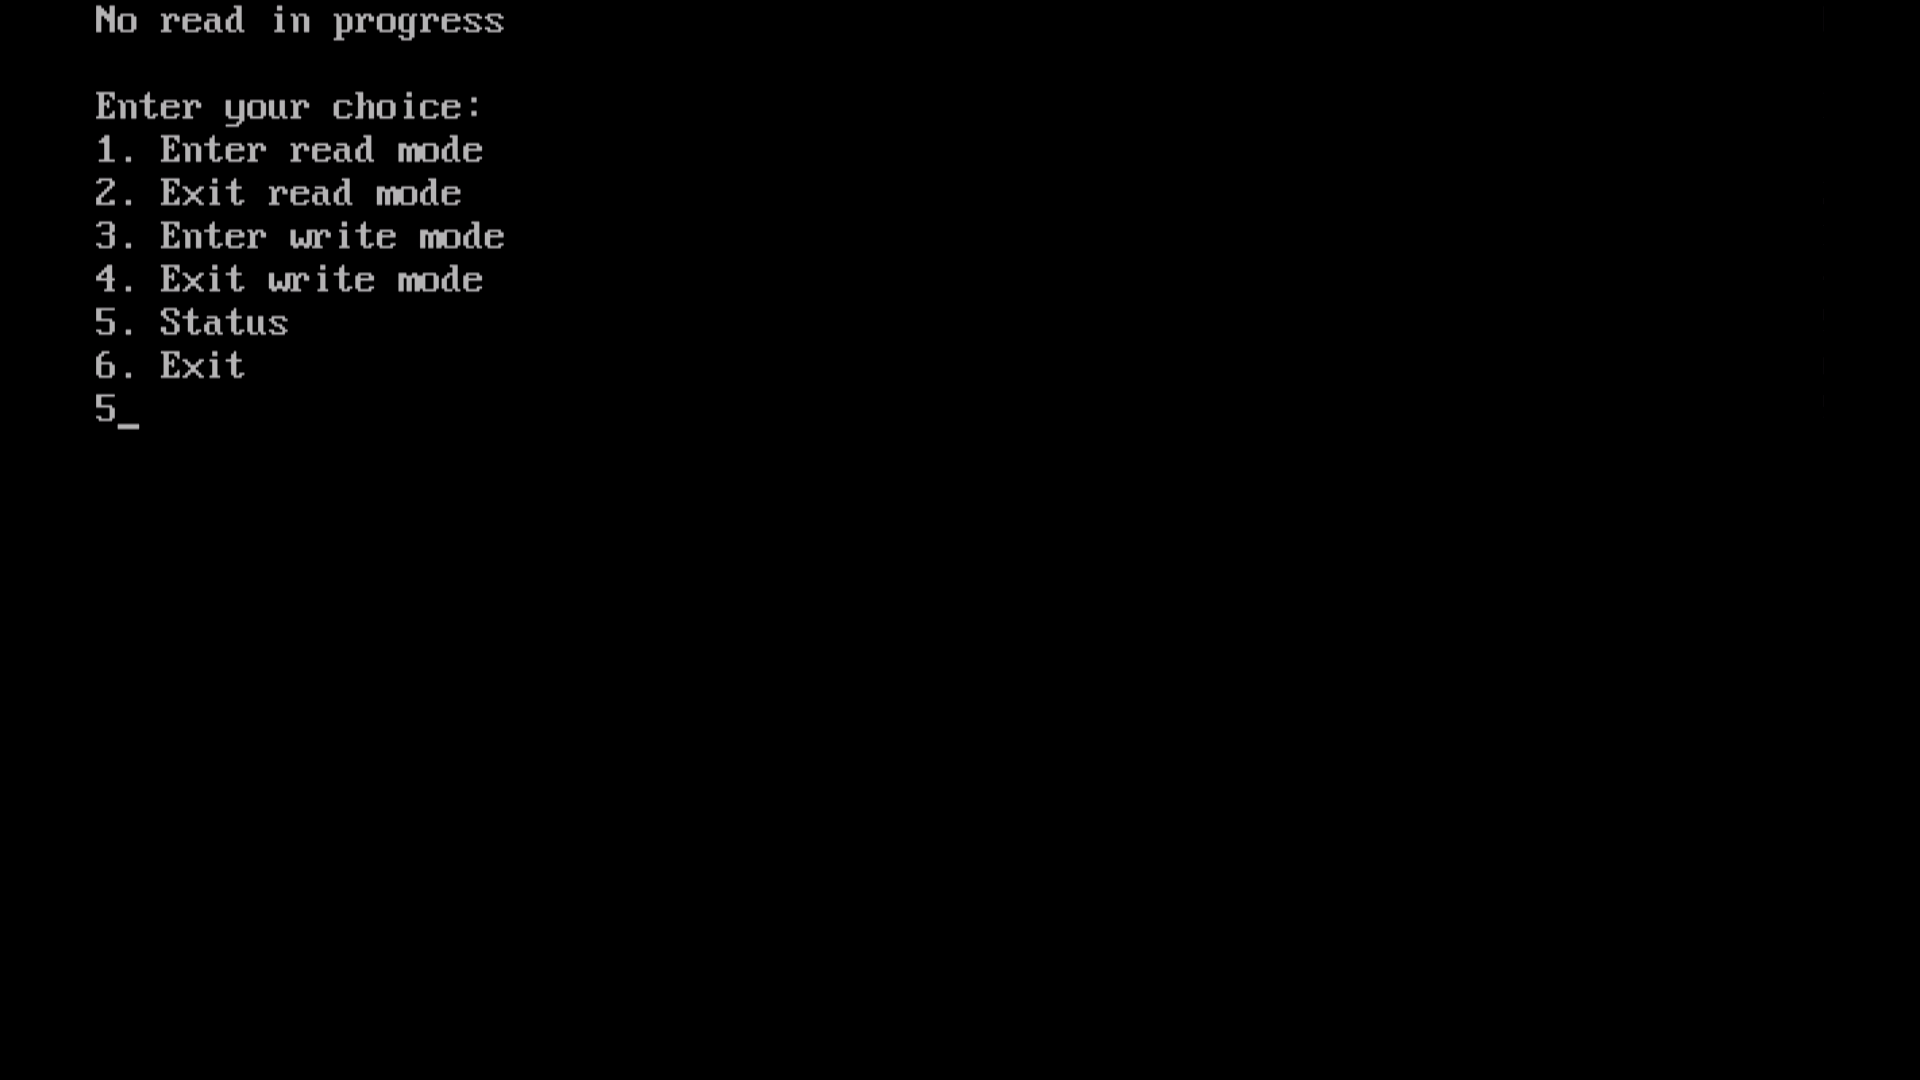 No read in progress
Enter your choice:
1. Enter read mode
2. Exit read mode
3. Enter write mode
4. Exit write mode
5. Status
6. Exit
5_